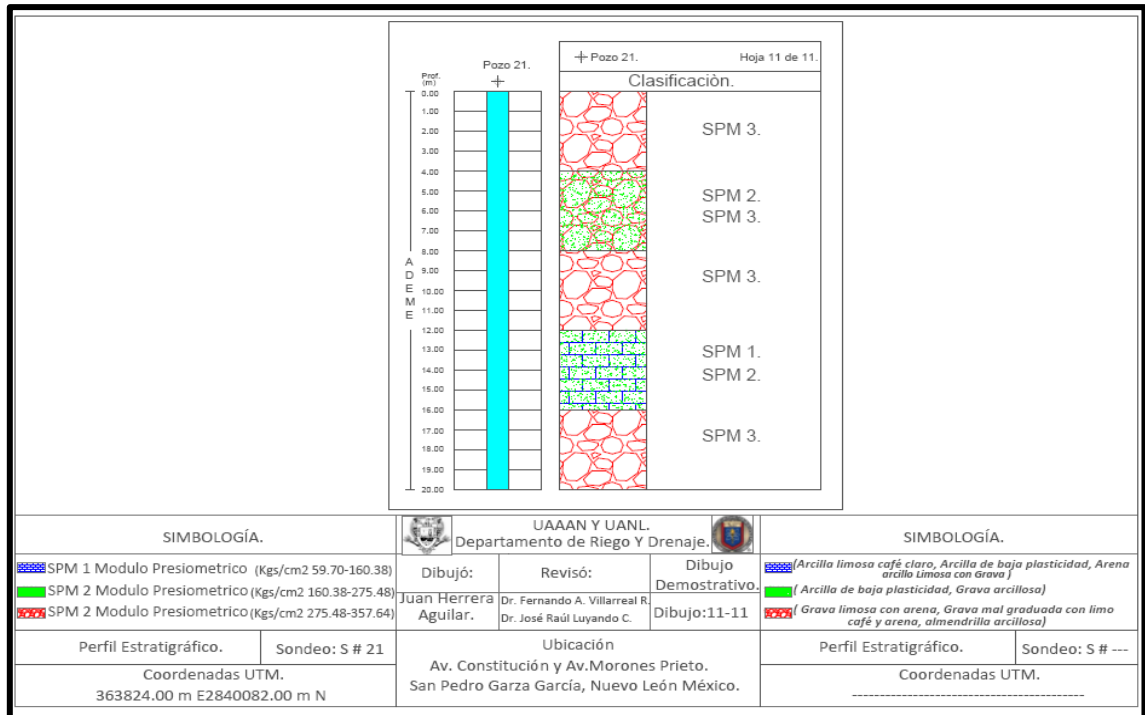 Pozo 21.
Prof.
(m)
0.00
1.00
2.00
3.00
4.00
5.00
6.00
7.00
8.00
9.00
10.00
11.00
12.00
13.00
14.00
15.00
16.00
17.00
18.00
19.00
20.00
ADEME
Pozo 21. Hoja 11 de 11.
Clasificaciòn.
SPM 3.
SPM 2.
SPM 3.
SPM 3.
SPM 1.
SPM 2.
SPM 3.
SIMBOLOGÍA.
SPM 1 Modulo Presiometrico (Kgs/cm2 59.70-160.38)
SPM 2 Modulo Presiometrico (Kgs/cm2 160.38-275.48)
SPM 2 Modulo Presiometrico (Kgs/cm2 275.48-357.64)
Perfil Estratigráfico. Sondeo: S # 21
Coordenadas UTM.
363824.00 m E2840082.00 m N
UAAAN Y UANL.
Departamento de Riego Y Drenaje.
Dibujó:
Juan Herrera
Aguilar.
Revisó:
Dr. Fernando A. Villarreal R.
Dr. José Raúl Luyando C.
Dibujo
Demostrativo.
Dibujo:11-11
Ubicación
Av. Constitución y Av.Morones Prieto.
San Pedro Garza García, Nuevo León México.
SIMBOLOGÍA.
(Arcilla limosa café claro, Arcilla de baja plasticidad, Arena
arcillo Limosa con Grava )
( Arcilla de baja plasticidad, Grava arcillosa)
( Grava limosa con arena, Grava mal graduada con limo
café y arena, almendrilla arcillosa)
Perfil Estratigráfico. Sondeo: S # ---
Coordenadas UTM.
------------------------------------------